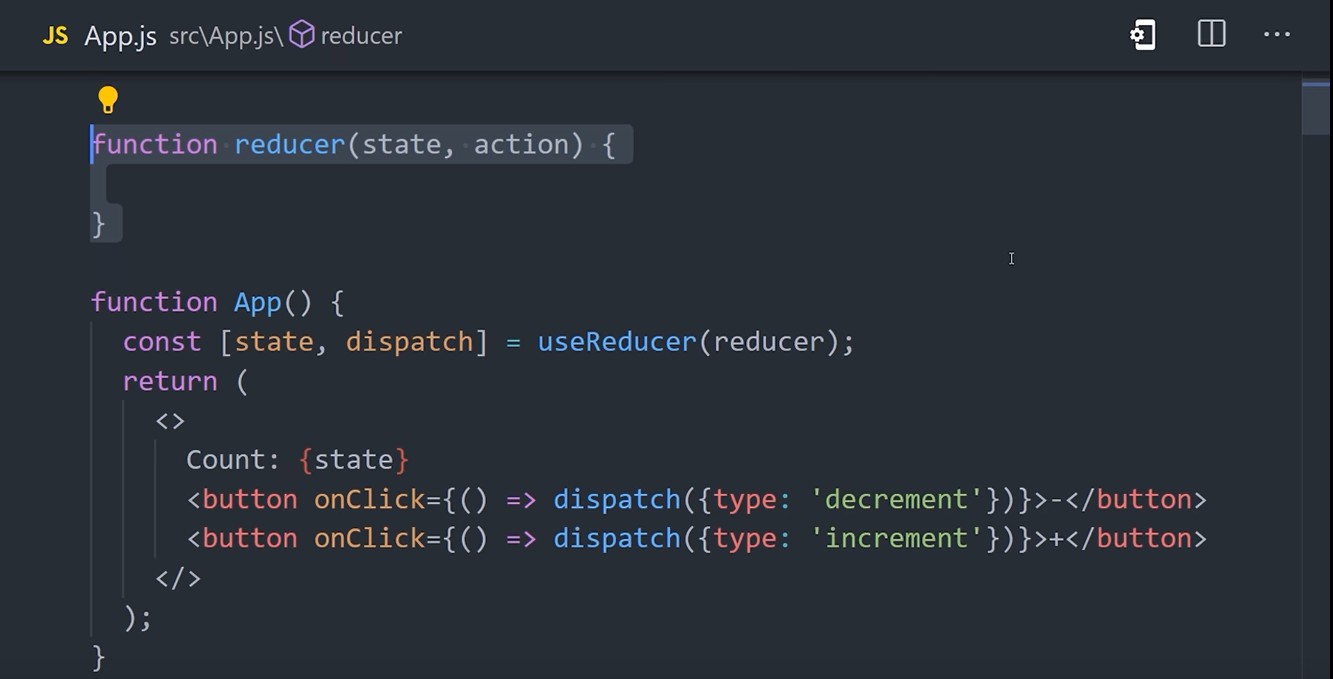 JS App.js src\App.js\ reducer
function reducer(state, action) {
}
function App() {
const [state, dispatch] = useReducer(reducer);
return (
<>
Count: {state}
<button onClick={() => dispatch({type: 'decrement'})}>-</button>
<button onClick={() => dispatch({type: 'increment'})}>+</button>
</>
);
}